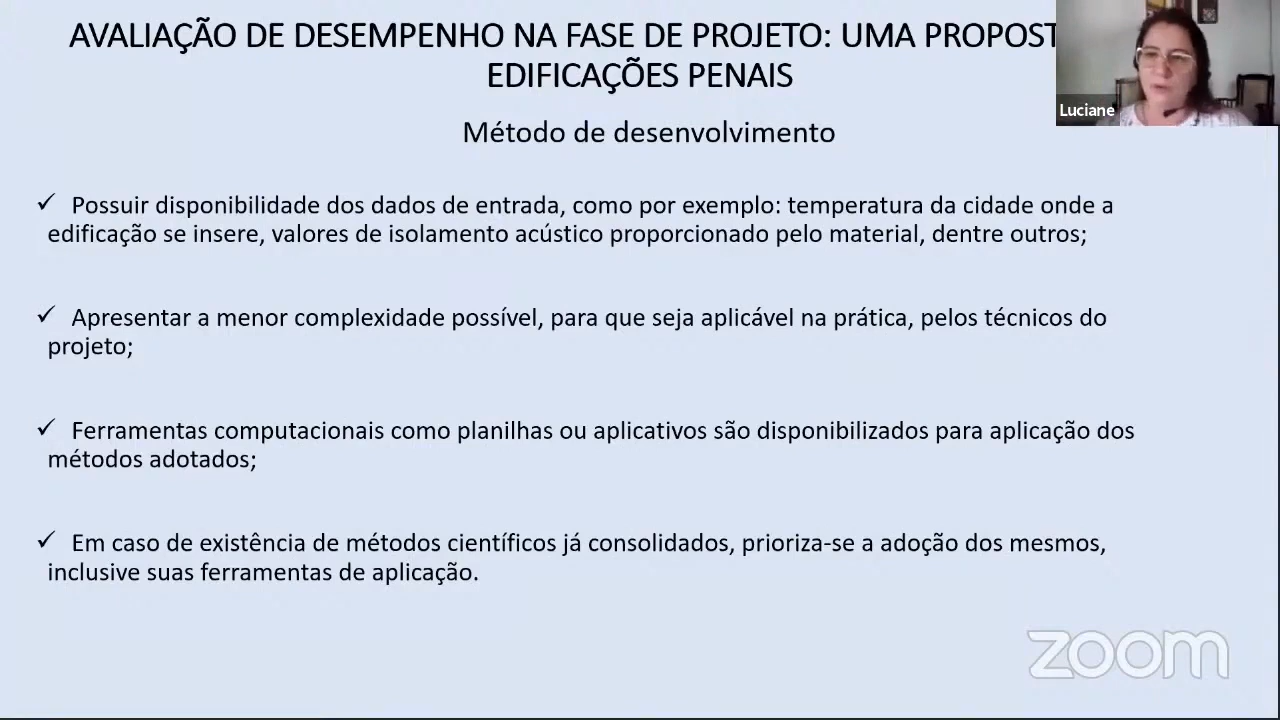 AVALIAÇÃO DE DESEMPENHO NA FASE DE PROJETO: UMA PROPOST
EDIFICAÇÕES PENAIS
Luciane
Método de desenvolvimento
✓ Possuir disponibilidade dos dados de entrada, como por exemplo: temperatura da cidade onde a
edificação se insere, valores de isolamento acústico proporcionado pelo material, dentre outros;
✓ Apresentar a menor complexidade possível, para que seja aplicável na prática, pelos técnicos do
projeto;
✓ Ferramentas computacionais como planilhas ou aplicativos são disponibilizados para aplicação dos
métodos adotados;
✓ Em caso de existência de métodos científicos já consolidados, prioriza-se a adoção dos mesmos,
inclusive suas ferramentas de aplicação.
zoom